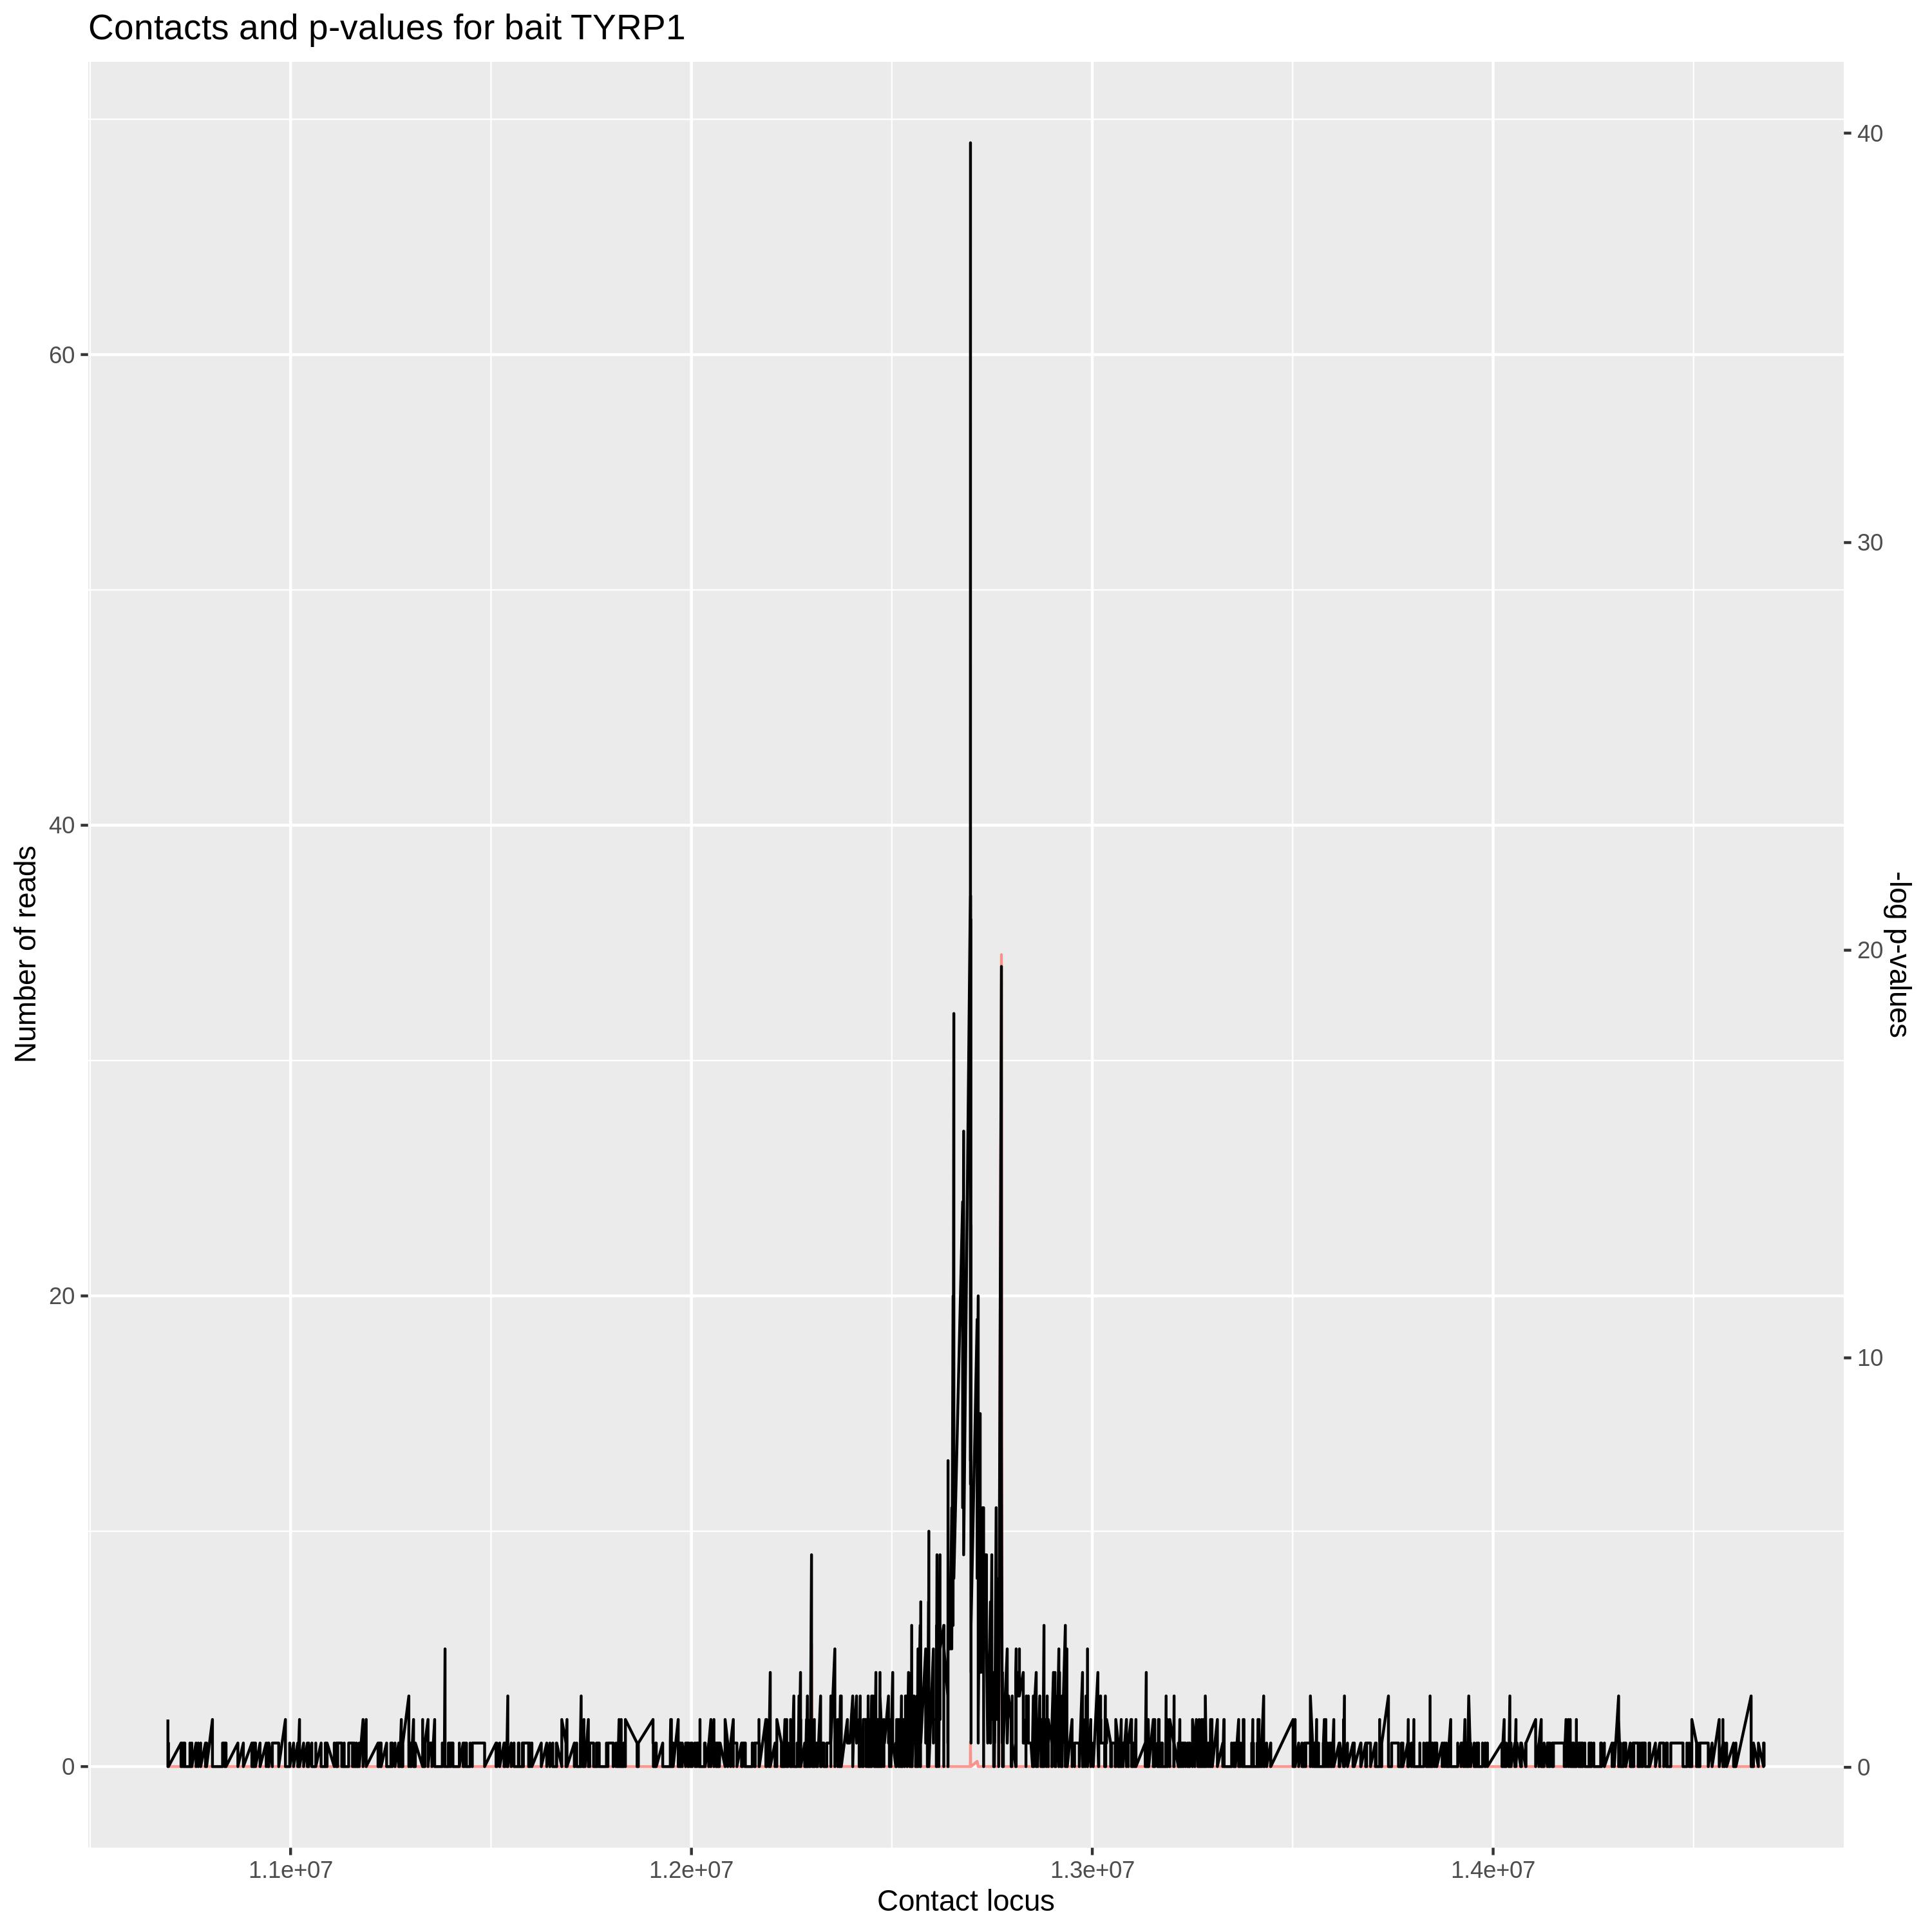 Contacts and p-values for bait TYRP1
Number of reads
60
40
20
0
40
30
20
10
0
-log p-values
1.1e+07 1.2e+07 1.3e+07 1.4e+07
Contact locus